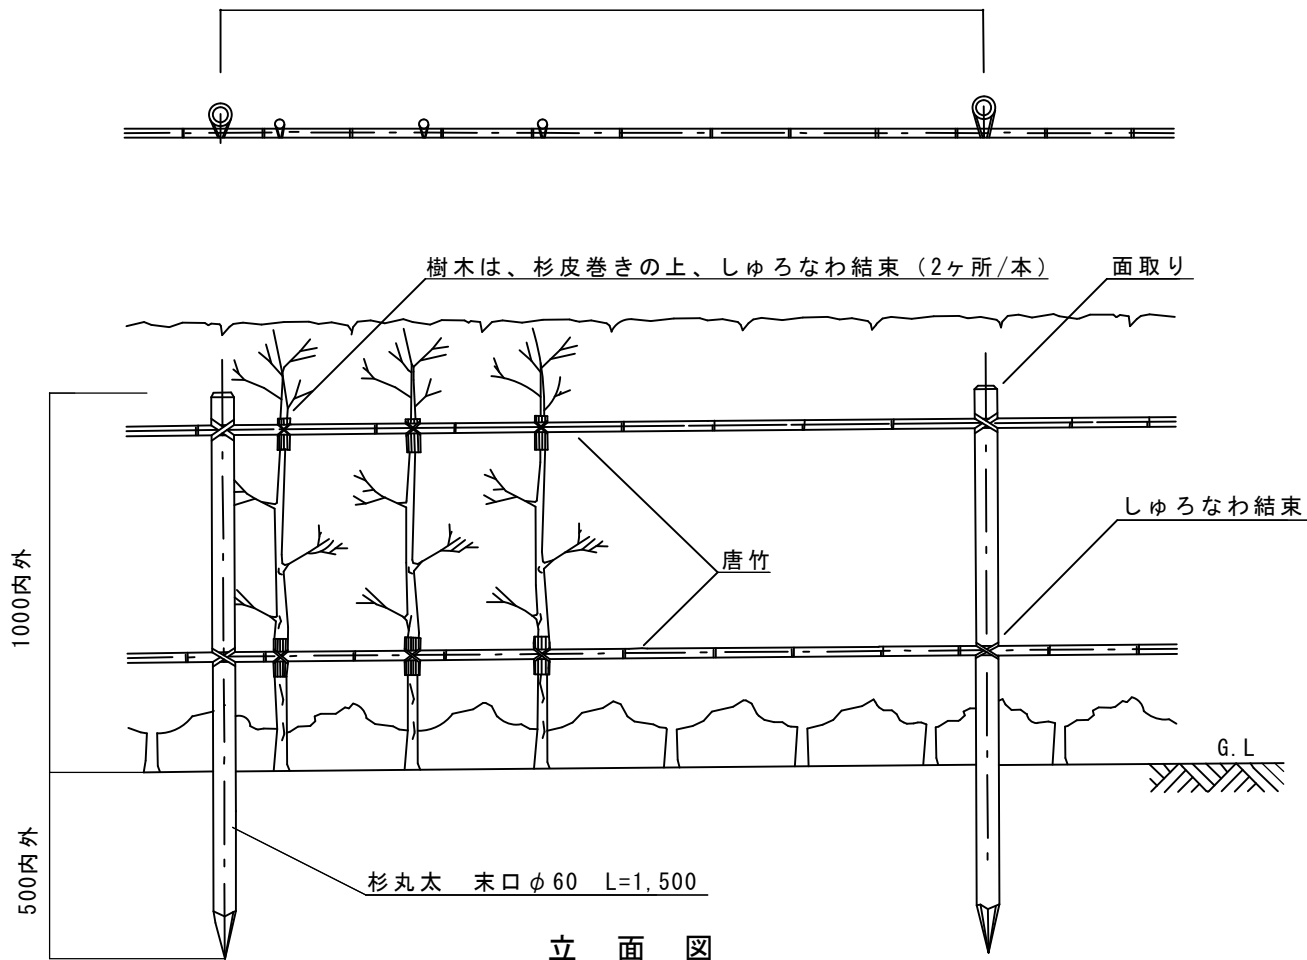 樹木は、杉皮巻きの上、しゅろなわ結束（2ヶ所/本）
面取り
しゅろなわ結束
唐竹
1000内外
G.L
500内外
杉丸太　末口φ60　L=1,500
立　面　図